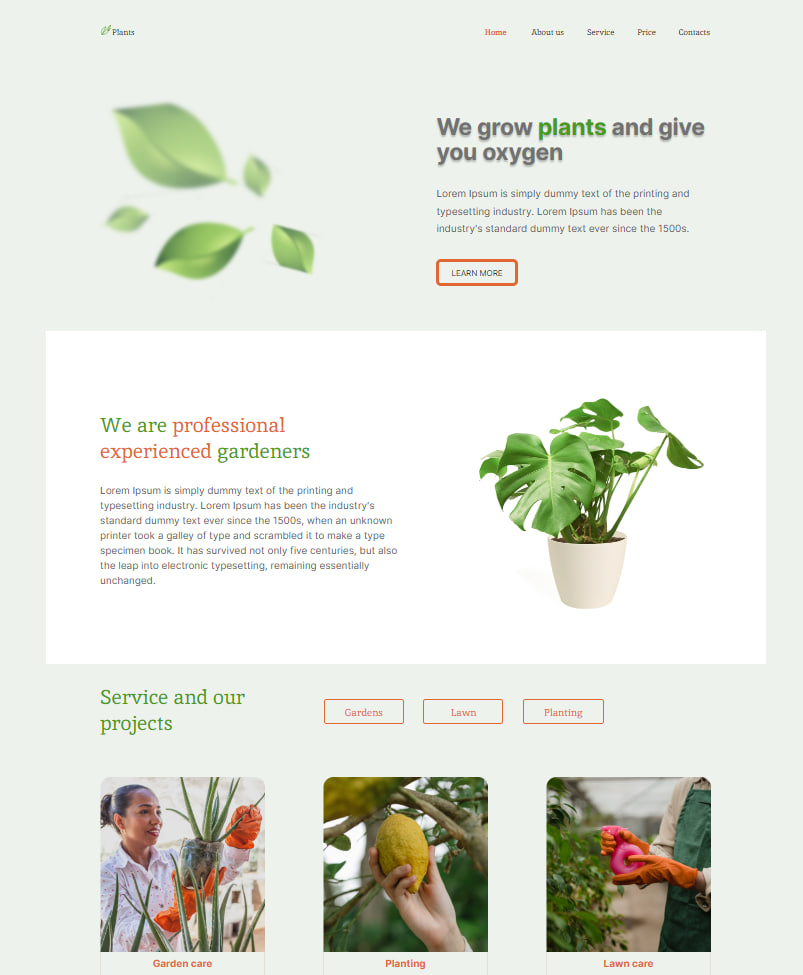 Plants
Home About us Service Price Contacts
We grow plants and give
you oxygen
Lorem Ipsum is simply dummy text of the printing and
typesetting industry. Lorem Ipsum has been the
industry's standard dummy text ever since the 1500s.
LEARN MORE
We are professional
experienced gardeners
Lorem Ipsum is simply dummy text of the printing and
typesetting industry. Lorem Ipsum has been the industry's
standard dummy text ever since the 1500s, when an unknown
printer took a galley of type and scrambled it to make a type
specimen book. It has survived not only five centuries, but also
the leap into electronic typesetting, remaining essentially
unchanged.
Service and our
projects
Gardens Lawn Planting
Garden care Planting Lawn care